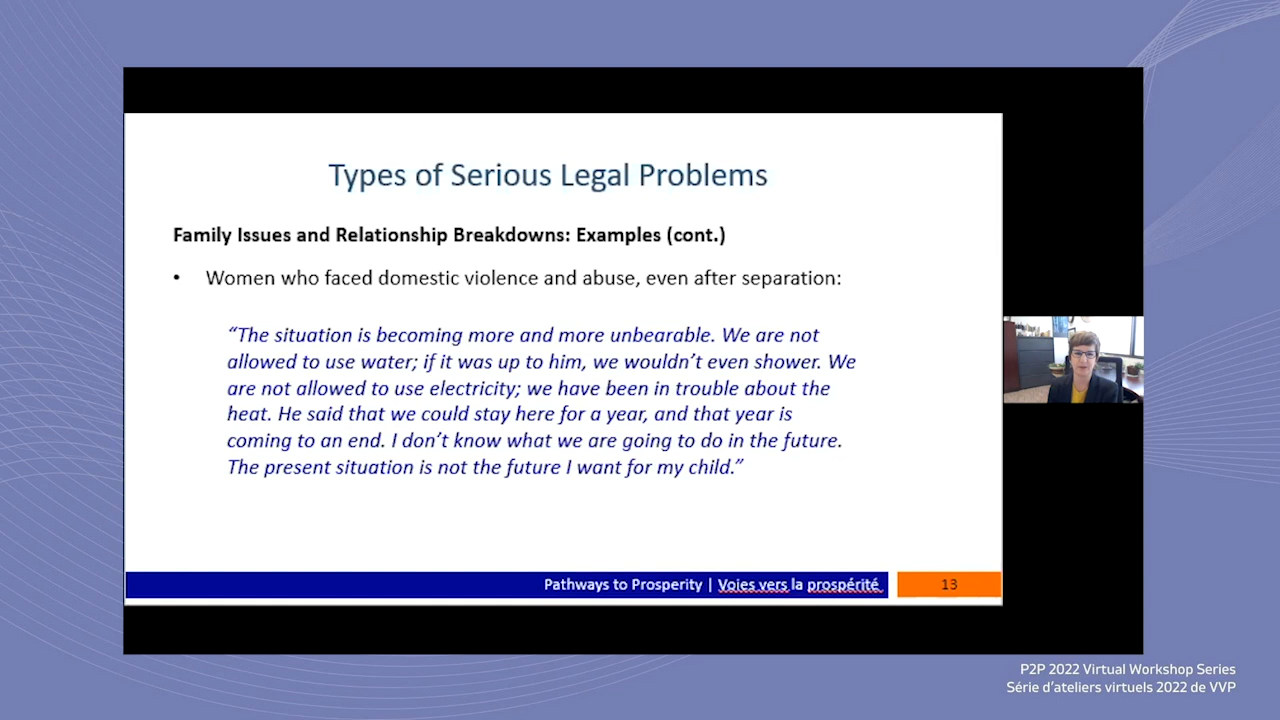 Types of Serious Legal Problems
Family Issues and Relationship Breakdowns: Examples (cont.)
• Women who faced domestic violence and abuse, even after separation:
“The situation is becoming more and more unbearable. We are not
allowed to use water; if it was up to him, we wouldn’t even shower. We
are not allowed to use electricity; we have been in trouble about the
heat. He said that we could stay here for a year, and that year is
coming to an end. I don’t know what we are going to do in the future.
The present situation is not the future I want for my child.”
Pathways to Prosperity | Voies vers la prospérité
13
P2P 2022 Virtual Workshop Series
Série d’ateliers virtuels 2022 de VVP